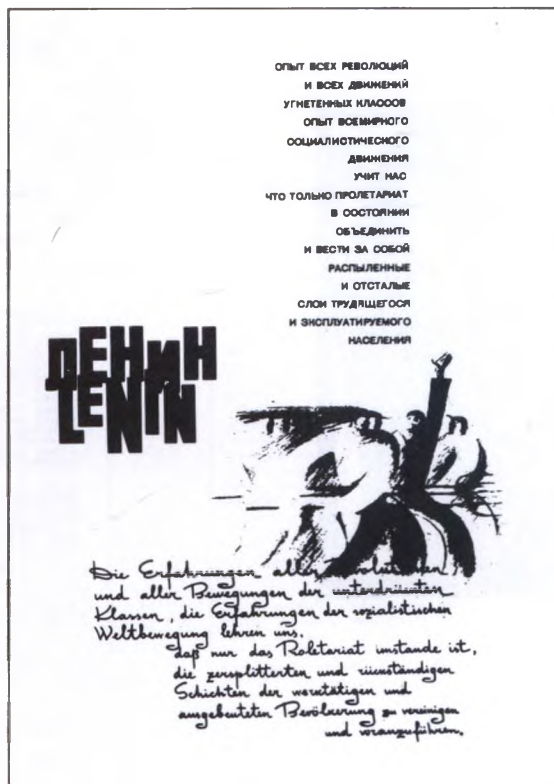 ОПЫТ ВСЕХ РЕВОЛЮЦИЙ
И ВСЕХ ДВИЖЕНИЙ
УГНЕТЕННЫХ КЛАССОВ
ОПЫТ ВСЕМИРНОГО
СОЦИАЛИСТИЧЕСКОГО
ДВИЖЕНИЯ
УЧИТ НАС
ЧТО ТОЛЬКО ПРОЛЕТАРИАТ
В СОСТОЯНИИ
ОБЪЕДИНИТЬ
И ВЕСТИ ЗА СОБОЙ
РАСПЫЛЕННЫЕ
И ОТСТАЛЫЕ
СЛОИ ТРУДЯЩЕГОСЯ
И ЭКСПЛУАТИРУЕМОГО
НАСЕЛЕНИЯ
ЛЕНИН
LENIN
Die Erfahrungen aller Revolutionen
und aller Bewegungen der unterdrückten
Klassen, die Erfahrungen der sozialistischen
Weltbewegung lehren uns.
daß nur das Proletariat imstande ist,
die zersplitterten und rückständigen
Schichten der werktätigen und
ausgebeuteten Bevölkerung zu vereinigen
und voranzuführen.